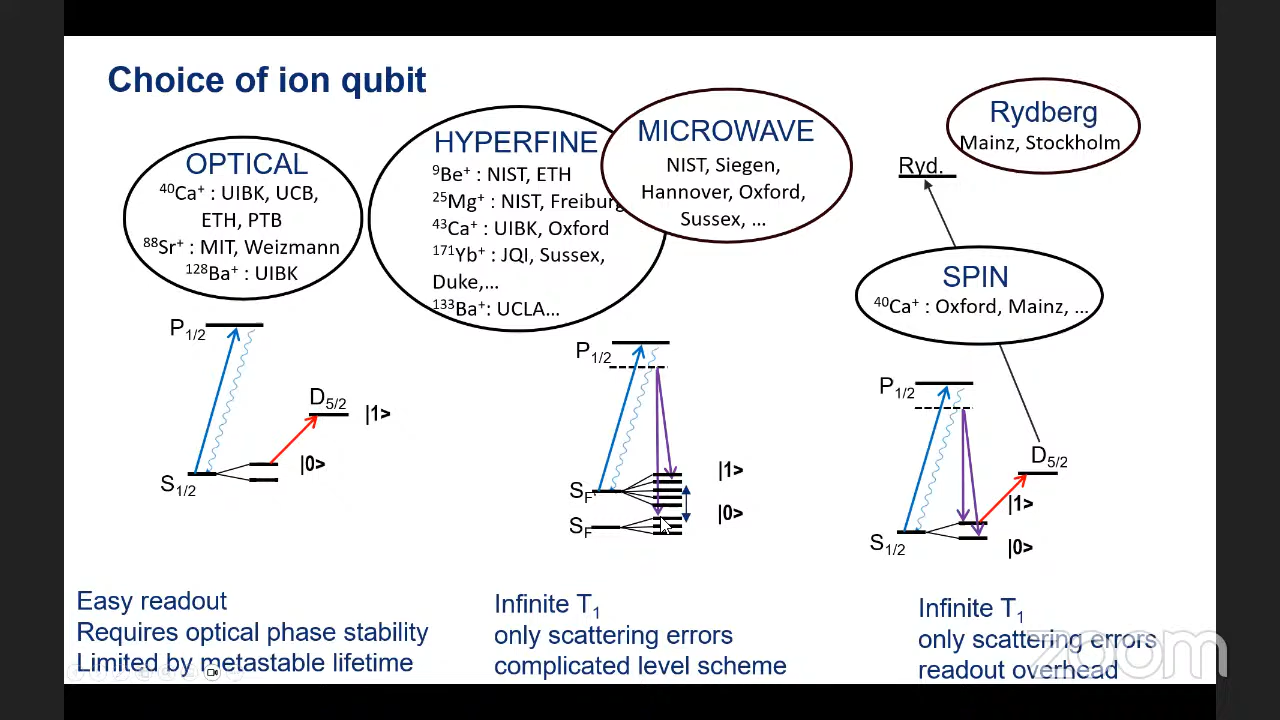 Choice of ion qubit
OPTICAL
⁴⁰Ca⁺ : UIBK, UCB,
ETH, PTB
⁸⁸Sr⁺ : MIT, Weizmann
¹²⁸Ba⁺ : UIBK
HYPERFINE
⁹Be⁺ : NIST, ETH
²⁵Mg⁺ : NIST, Freiburg
⁴³Ca⁺ : UIBK, Oxford
¹⁷¹Yb⁺ : JQI, Sussex,
Duke,...
¹³³Ba⁺: UCLA...
MICROWAVE
NIST, Siegen,
Hannover, Oxford,
Sussex, ...
Rydberg
Mainz, Stockholm
Ryd.
SPIN
⁴⁰Ca⁺ : Oxford, Mainz, ...
P₁/₂
D₅/₂
|1>
|0>
S₁/₂
P₁/₂
|1>
S_F'
|0>
S_F
P₁/₂
D₅/₂
|1>
S₁/₂
|0>
Easy readout
Requires optical phase stability
Limited by metastable lifetime
Infinite T₁
only scattering errors
complicated level scheme
Infinite T₁
only scattering errors
readout overhead
zoom